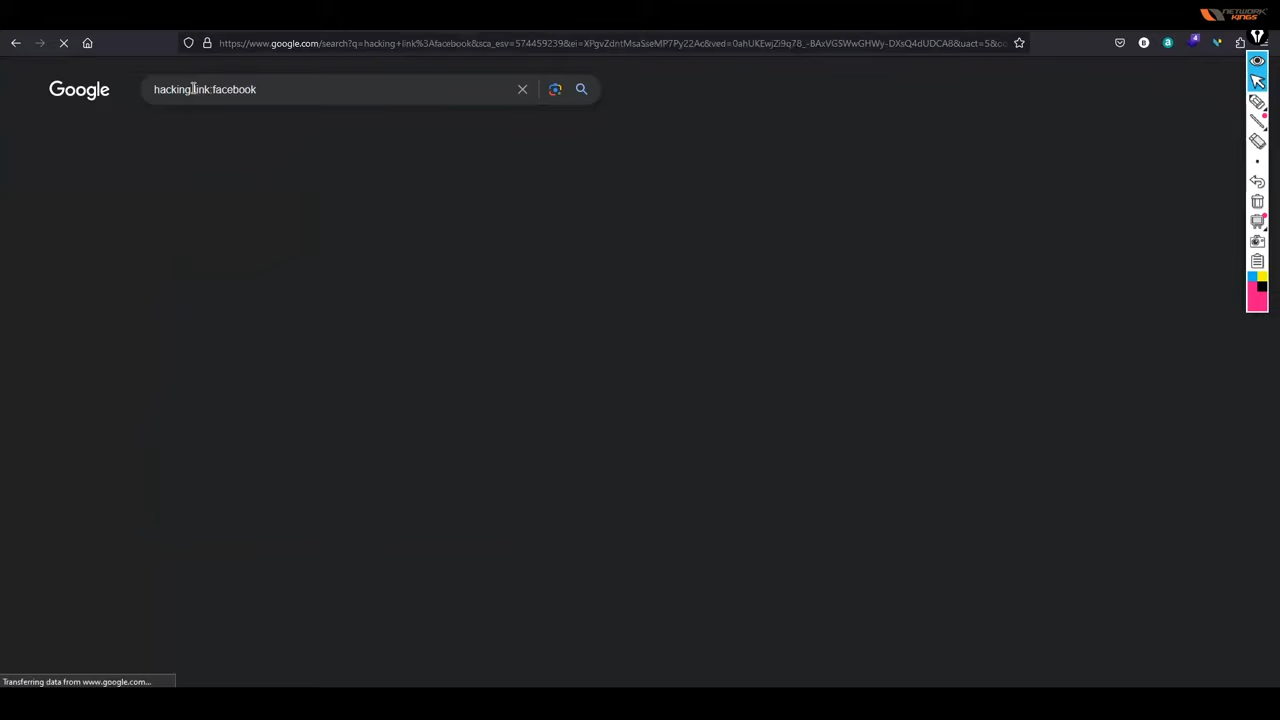 NETWORK
KINGS
https://www.google.com/search?q=hacking+link%3Afacebook&sca_esv=574459239&ei=XPgvZdntMsaSseMP7Py22Ac&ved=0ahUKEwjZi9q78_-BAxVGSWwGHWy-DXsQ4dUDCA8&uact=5&
4
Google
hacking link:facebook
Transferring data from www.google.com...